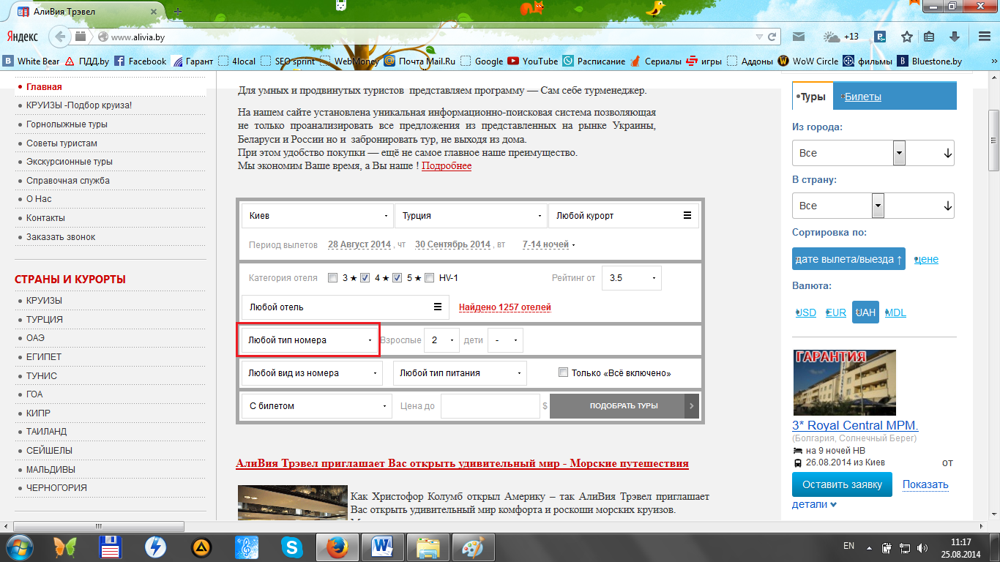 АлиВия Трэвел
Яндекс
www.alivia.by
+13
White Bear
ПДД.by
Facebook
Гарант
4local
SEO sprint
WebMoney
Почта Mail.Ru
Google
YouTube
Расписание
Сериалы
игры
Аддоны
WoW Circle
фильмы
Bluestone.by
Главная
КРУИЗЫ -Подбор круиза!
Горнолыжные туры
Советы туристам
Экскурсионные туры
Справочная служба
О Нас
Контакты
Заказать звонок
СТРАНЫ И КУРОРТЫ
КРУИЗЫ
ТУРЦИЯ
ОАЭ
ЕГИПЕТ
ТУНИС
ГОА
КИПР
ТАИЛАНД
СЕЙШЕЛЫ
МАЛЬДИВЫ
ЧЕРНОГОРИЯ
Для умных и продвинутых туристов представляем программу — Сам себе турменеджер.
На нашем сайте установлена уникальная информационно-поисковая система позволяющая
не только проанализировать все предложения из представленных на рынке Украины,
Беларуси и России но и забронировать тур, не выходя из дома.
При этом удобство покупки — ещё не самое главное наше преимущество.
Мы экономим Ваше время, а Вы наше ! Подробнее
Киев Турция Любой курорт
Период вылетов 28 Август 2014 , чт 30 Сентябрь 2014 , вт 7-14 ночей
Категория отеля 3 ★ 4 ★ 5 ★ HV-1 Рейтинг от 3.5
Любой отель Найдено 1257 отелей
Любой тип номера Взрослые 2 дети -
Любой вид из номера Любой тип питания Только «Всё включено»
С билетом Цена до $ ПОДОБРАТЬ ТУРЫ
АлиВия Трэвел приглашает Вас открыть удивительный мир - Морские путешествия
Как Христофор Колумб открыл Америку – так АлиВия Трэвел приглашает
Вас открыть удивительный мир комфорта и роскоши морских круизов.
Туры Билеты
Из города:
Все
В страну:
Все
Сортировка по:
дате вылета/выезда ↑ цене
Валюта:
USD EUR UAH MDL
ГАРАНТИЯ
3* Royal Central МРМ.
(Болгария, Солнечный Берег)
на 9 ночей HB
26.08.2014 из Киев от
Оставить заявку Показать
детали
EN
11:17
25.08.2014